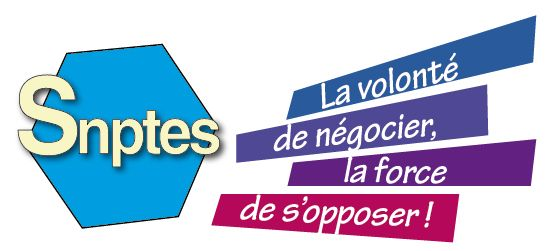 Snptes
La volonté
de négocier,
la force
de s'opposer !